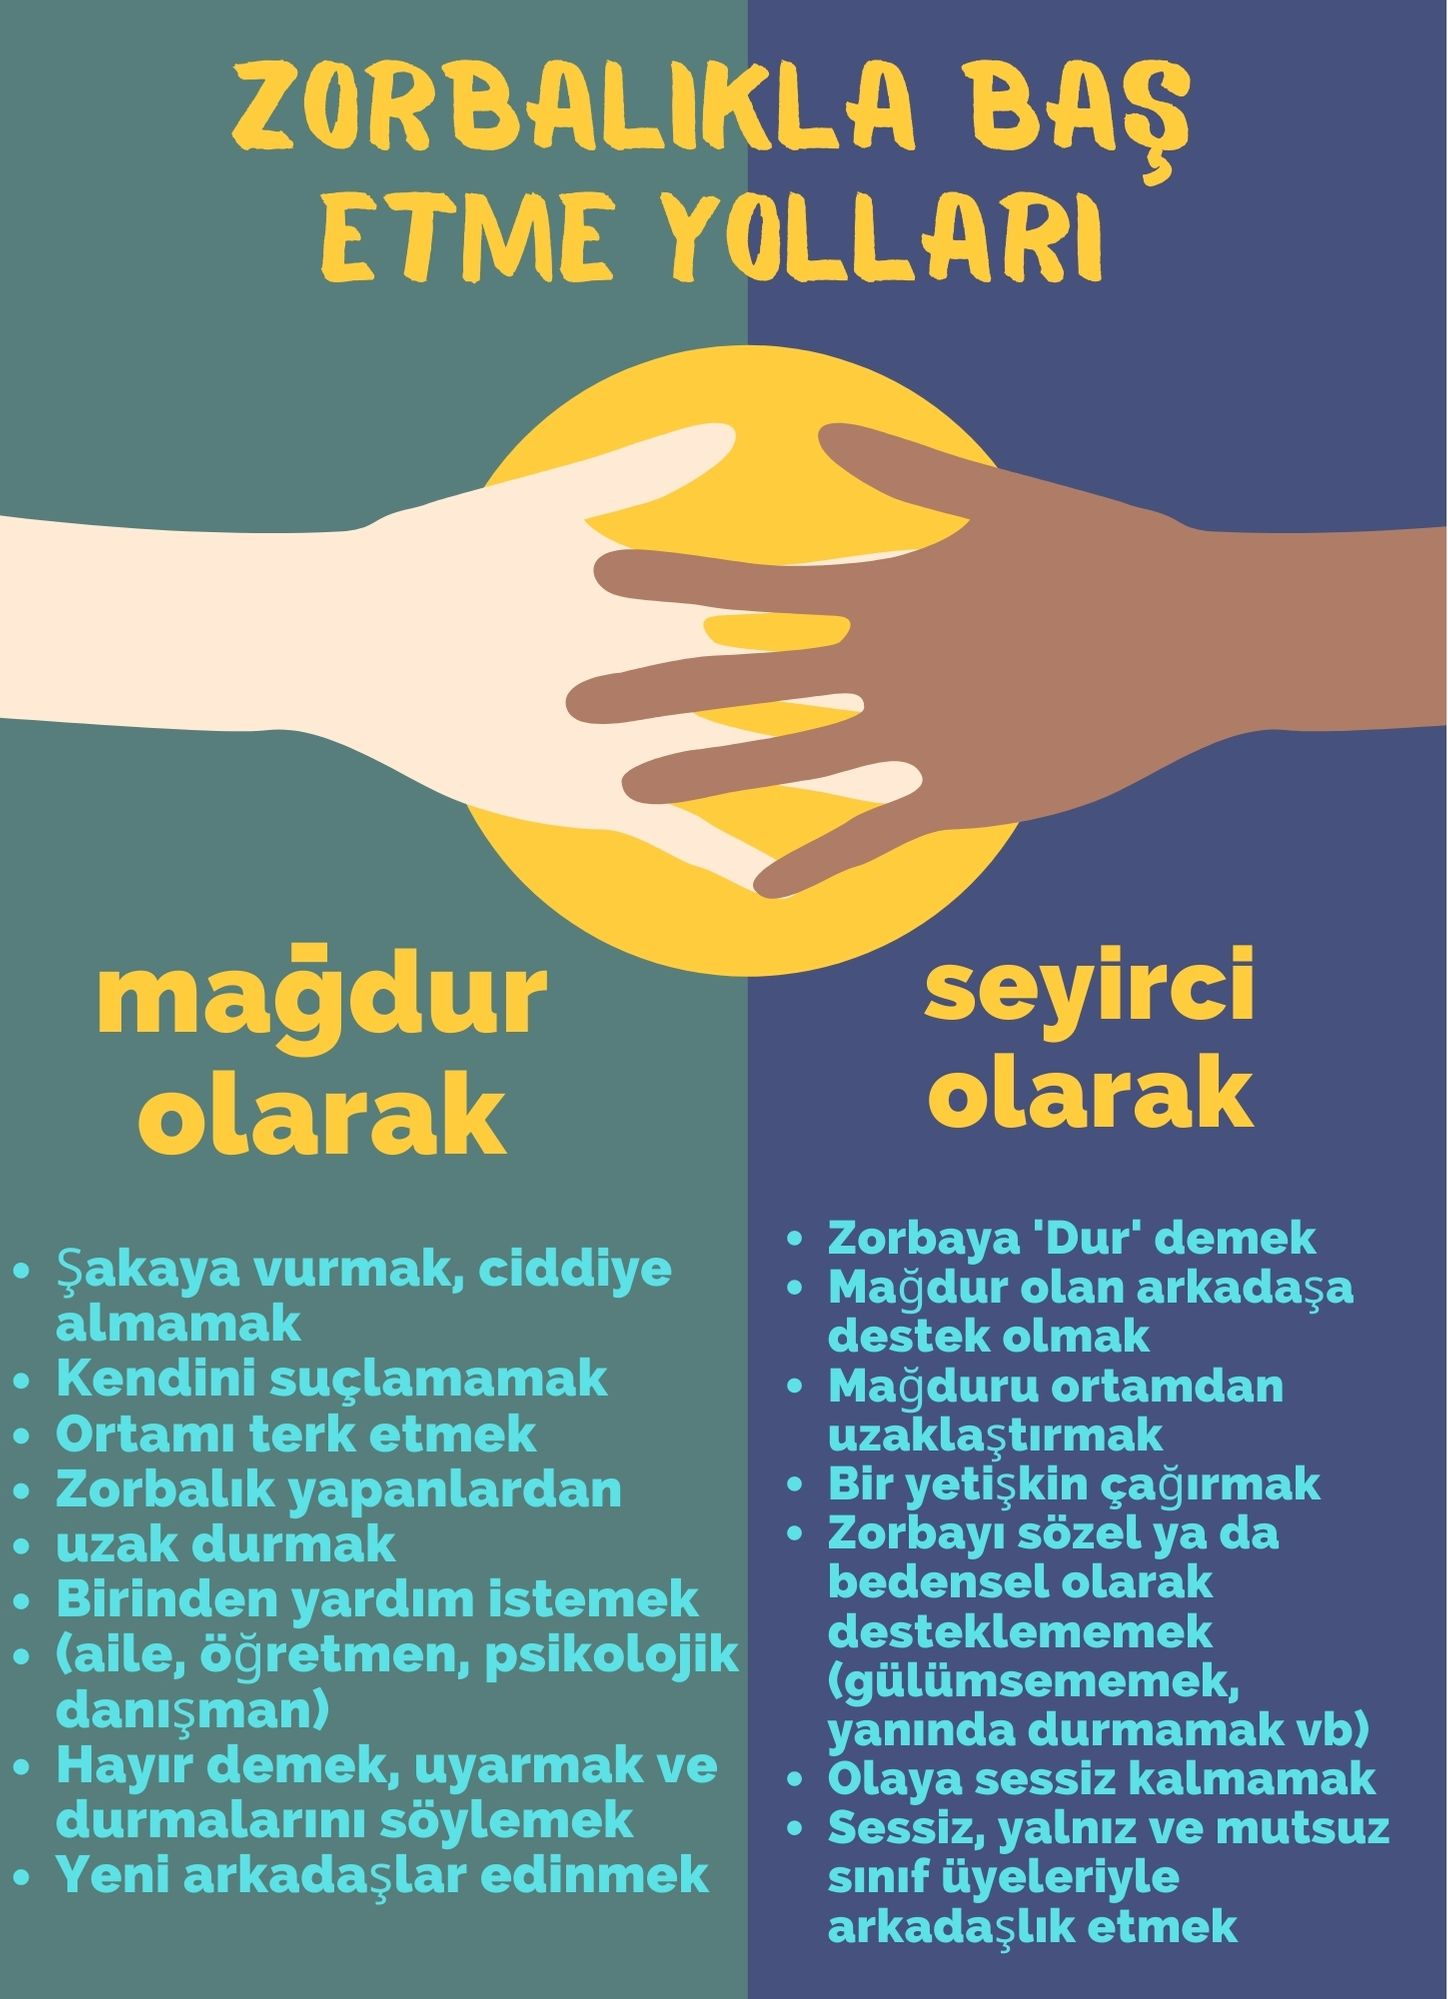 ZORBALIKLA BAŞ
ETME YOLLARI
mağdur
olarak
• Şakaya vurmak, ciddiye
almamak
• Kendini suçlamamak
• Ortamı terk etmek
• Zorbalık yapanlardan
• uzak durmak
• Birinden yardım istemek
• (aile, öğretmen, psikolojik
danışman)
• Hayır demek, uyarmak ve
durmalarını söylemek
• Yeni arkadaşlar edinmek
seyirci
olarak
• Zorbaya 'Dur' demek
• Mağdur olan arkadaşa
destek olmak
• Mağduru ortamdan
uzaklaştırmak
• Bir yetişkin çağırmak
• Zorbayı sözel ya da
bedensel olarak
desteklememek
(gülümsememek,
yanında durmamak vb)
• Olaya sessiz kalmamak
• Sessiz, yalnız ve mutsuz
sınıf üyeleriyle
arkadaşlık etmek